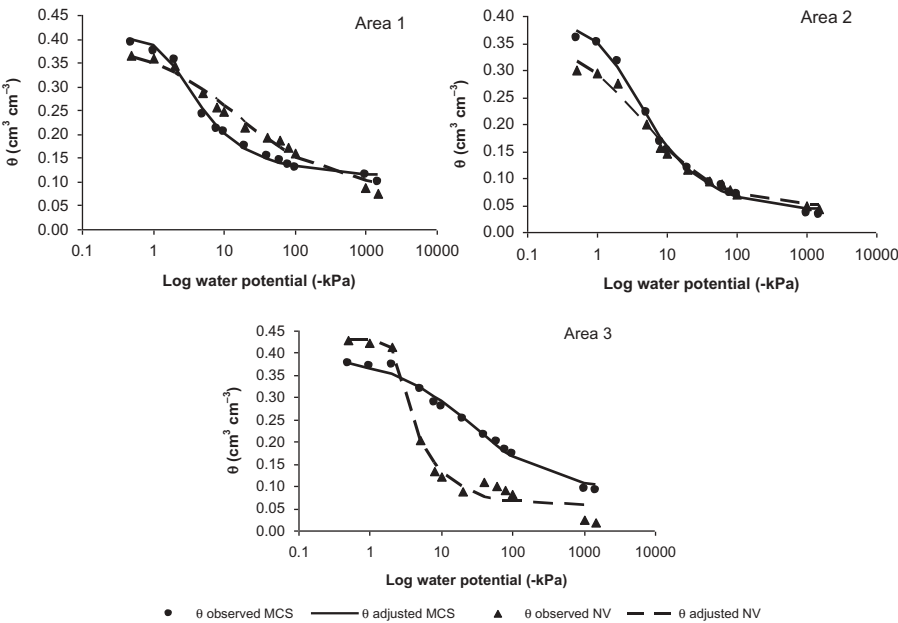 Area 1
0.45
0.40
0.35
0.30
0.25
0.20
0.15
0.10
0.05
0.00
θ (cm³ cm⁻³)
0.1 1 10 100 1000 10000
Log water potential (-kPa)
Area 2
0.40
0.35
0.30
0.25
0.20
0.15
0.10
0.05
0.00
θ (cm³ cm⁻³)
0.1 1 10 100 1000 10000
Log water potential (-kPa)
Area 3
0.45
0.40
0.35
0.30
0.25
0.20
0.15
0.10
0.05
0.00
θ (cm³ cm⁻³)
0.1 1 10 100 1000 10000
Log water potential (-kPa)
θ observed MCS θ adjusted MCS θ observed NV θ adjusted NV